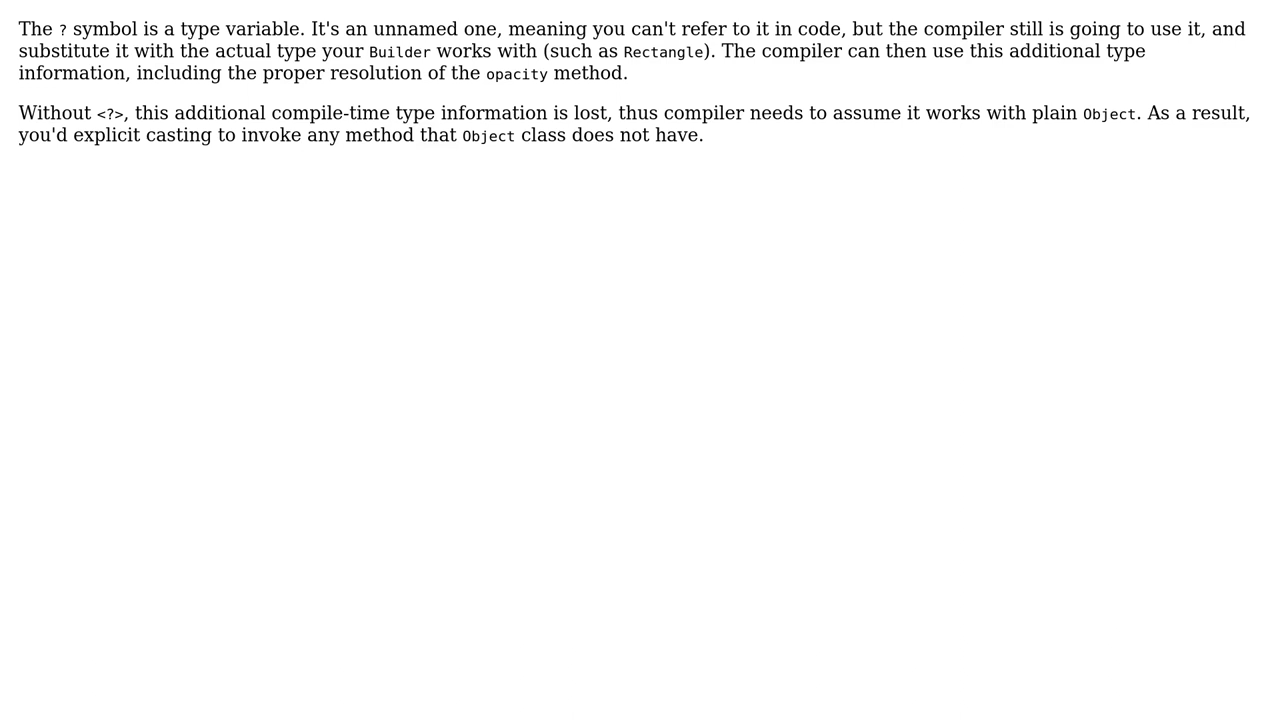 The ? symbol is a type variable. It's an unnamed one, meaning you can't refer to it in code, but the compiler still is going to use it, and
substitute it with the actual type your Builder works with (such as Rectangle). The compiler can then use this additional type
information, including the proper resolution of the opacity method.
Without <?>, this additional compile-time type information is lost, thus compiler needs to assume it works with plain Object. As a result,
you'd explicit casting to invoke any method that Object class does not have.